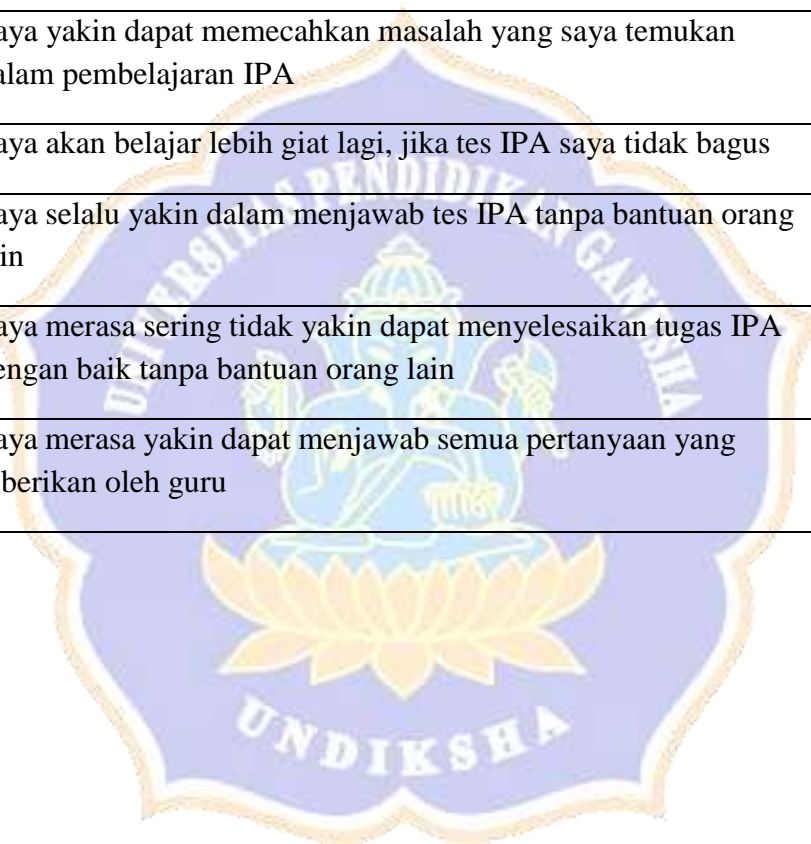 aya yakin dapat memecahkan masalah yang saya temukan
alam pembelajaran IPA
aya akan belajar lebih giat lagi, jika tes IPA saya tidak bagus
aya selalu yakin dalam menjawab tes IPA tanpa bantuan orang
in
aya merasa sering tidak yakin dapat menyelesaikan tugas IPA
engan baik tanpa bantuan orang lain
aya merasa yakin dapat menjawab semua pertanyaan yang
berikan oleh guru
UNIVERSITAS PENDIDIKAN GANESHA
UNDIKSHA